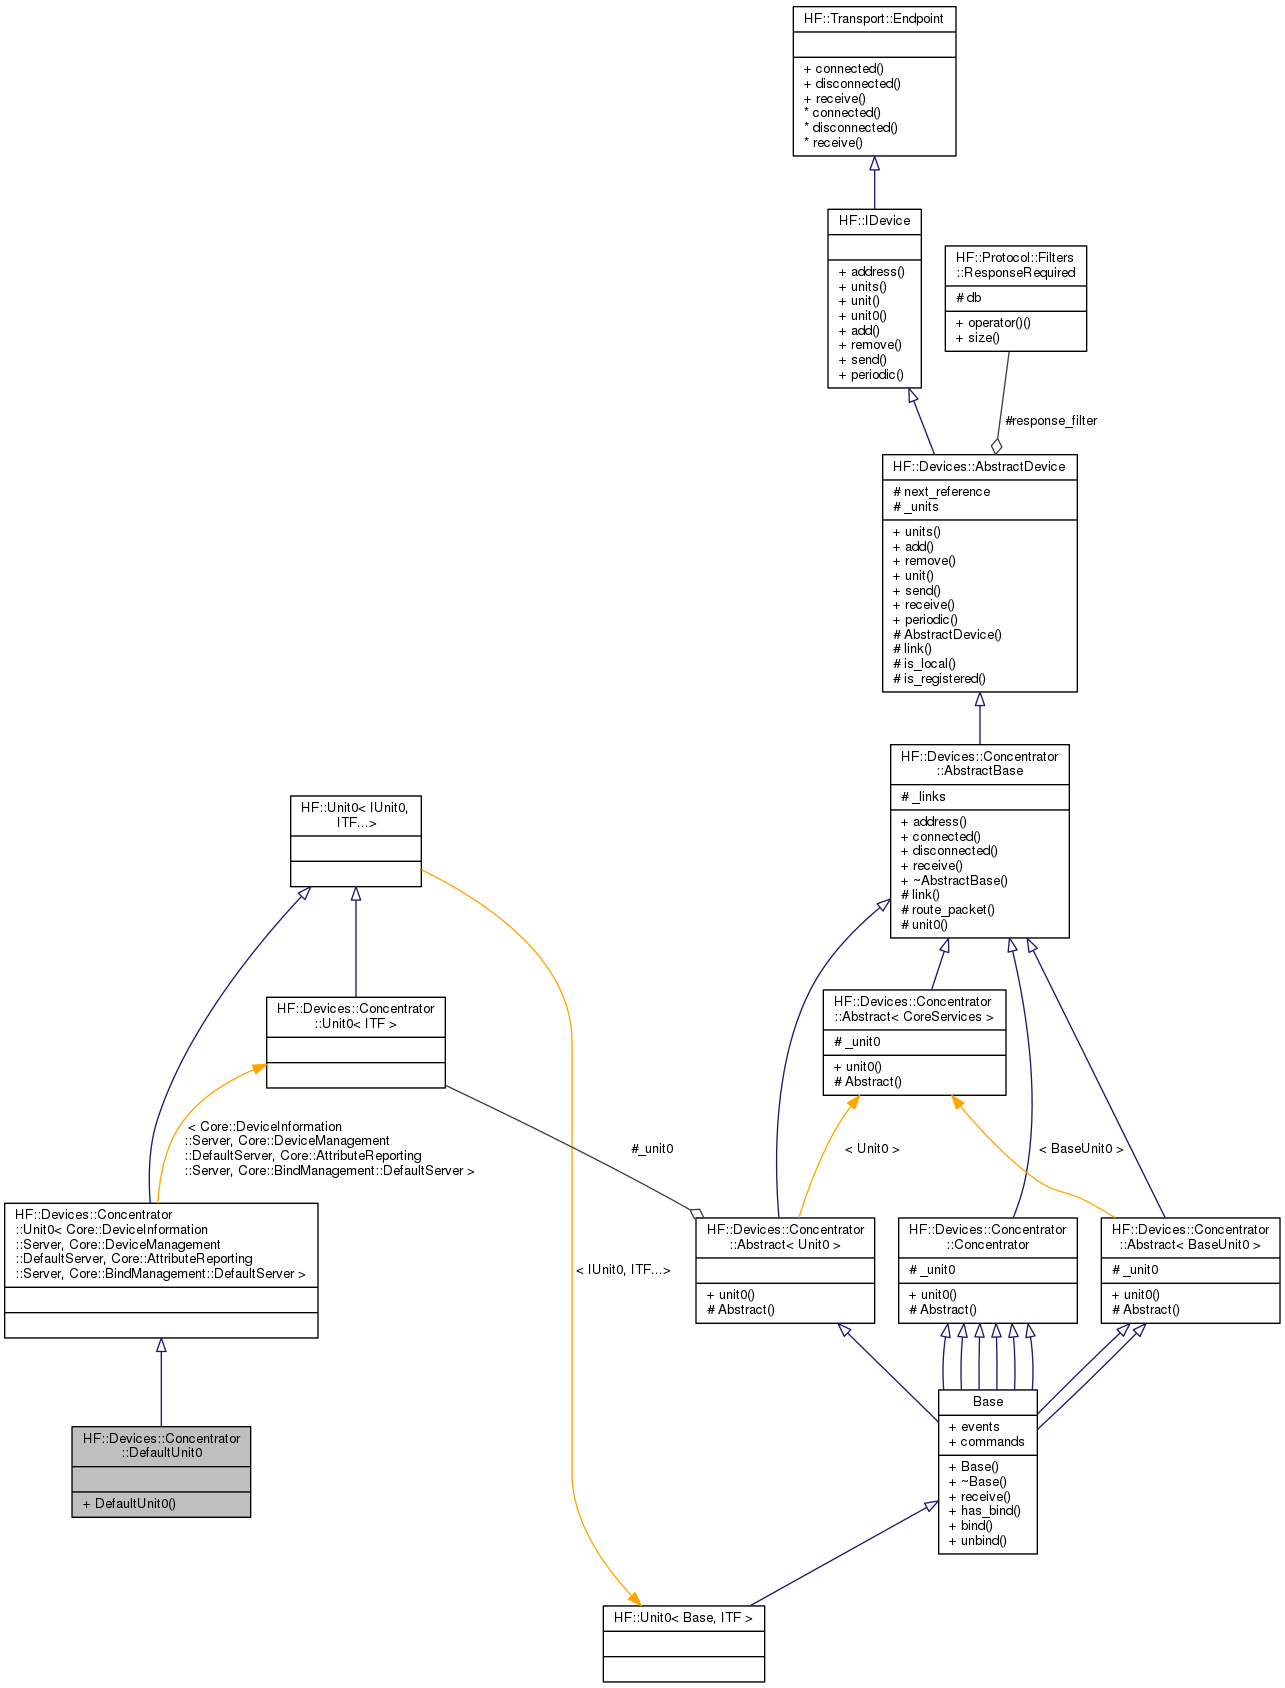 HF::Transport::Endpoint
+ connected()
+ disconnected()
+ receive()
* connected()
* disconnected()
* receive()
HF::IDevice
+ address()
+ units()
+ unit()
+ unit0()
+ add()
+ remove()
+ send()
+ periodic()
HF::Protocol::Filters
::ResponseRequired
# db
+ operator()()
+ size()
#response_filter
HF::Devices::AbstractDevice
# next_reference
# _units
+ units()
+ add()
+ remove()
+ unit()
+ send()
+ receive()
+ periodic()
# AbstractDevice()
# link()
# is_local()
# is_registered()
HF::Devices::Concentrator
::AbstractBase
# _links
+ address()
+ connected()
+ disconnected()
+ receive()
+ ~AbstractBase()
# link()
# route_packet()
# unit0()
HF::Unit0< IUnit0,
ITF...>
HF::Devices::Concentrator
::Unit0< ITF >
HF::Devices::Concentrator
::Abstract< CoreServices >
# _unit0
+ unit0()
# Abstract()
< Core::DeviceInformation
::Server, Core::DeviceManagement
::DefaultServer, Core::AttributeReporting
::Server, Core::BindManagement::DefaultServer >
#_unit0
< Unit0 >
< BaseUnit0 >
HF::Devices::Concentrator
::Unit0< Core::DeviceInformation
::Server, Core::DeviceManagement
::DefaultServer, Core::AttributeReporting
::Server, Core::BindManagement::DefaultServer >
< IUnit0, ITF...>
HF::Devices::Concentrator
::Abstract< Unit0 >
+ unit0()
# Abstract()
HF::Devices::Concentrator
::Concentrator
# _unit0
+ unit0()
# Abstract()
HF::Devices::Concentrator
::Abstract< BaseUnit0 >
# _unit0
+ unit0()
# Abstract()
HF::Devices::Concentrator
::DefaultUnit0
+ DefaultUnit0()
Base
+ events
+ commands
+ Base()
+ ~Base()
+ receive()
+ has_bind()
+ bind()
+ unbind()
HF::Unit0< Base, ITF >